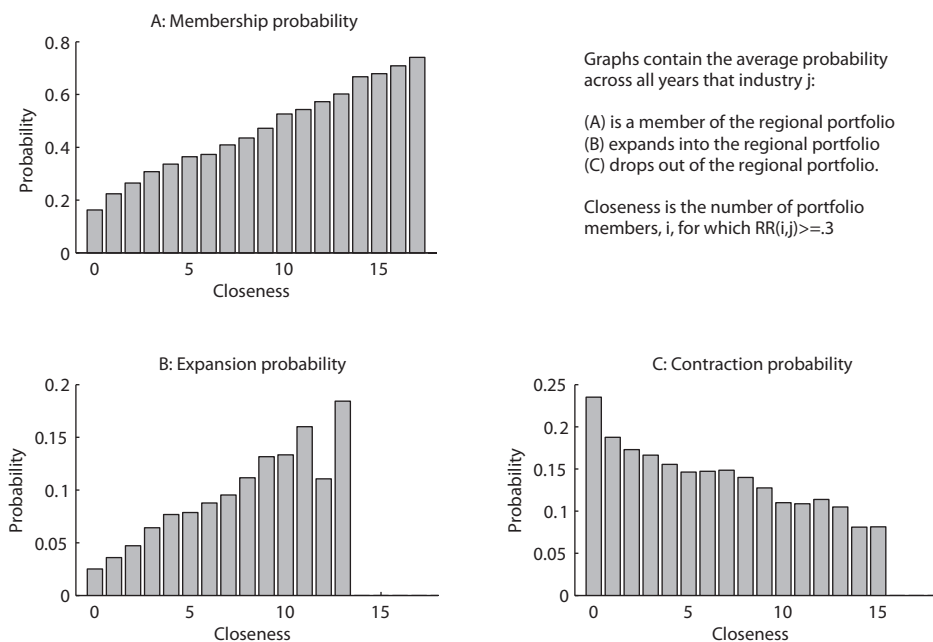 A: Membership probability
0.8
0.6
0.4
0.2
0
Probability
0 5 10 15
Closeness
Graphs contain the average probability
across all years that industry j:
(A) is a member of the regional portfolio
(B) expands into the regional portfolio
(C) drops out of the regional portfolio.
Closeness is the number of portfolio
members, i, for which RR(i,j)>=.3
B: Expansion probability
0.2
0.15
0.1
0.05
0
Probability
0 5 10 15
Closeness
C: Contraction probability
0.25
0.2
0.15
0.1
0.05
0
Probability
0 5 10 15
Closeness